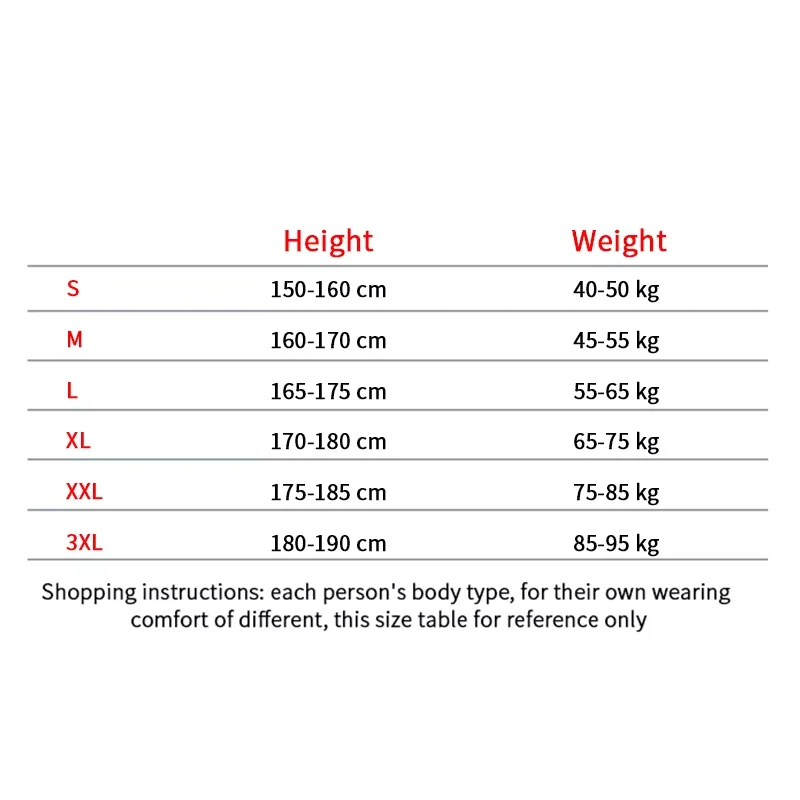 Height Weight
S 150-160 cm 40-50 kg
M 160-170 cm 45-55 kg
L 165-175 cm 55-65 kg
XL 170-180 cm 65-75 kg
XXL 175-185 cm 75-85 kg
3XL 180-190 cm 85-95 kg
Shopping instructions: each person's body type, for their own wearing
comfort of different, this size table for reference only